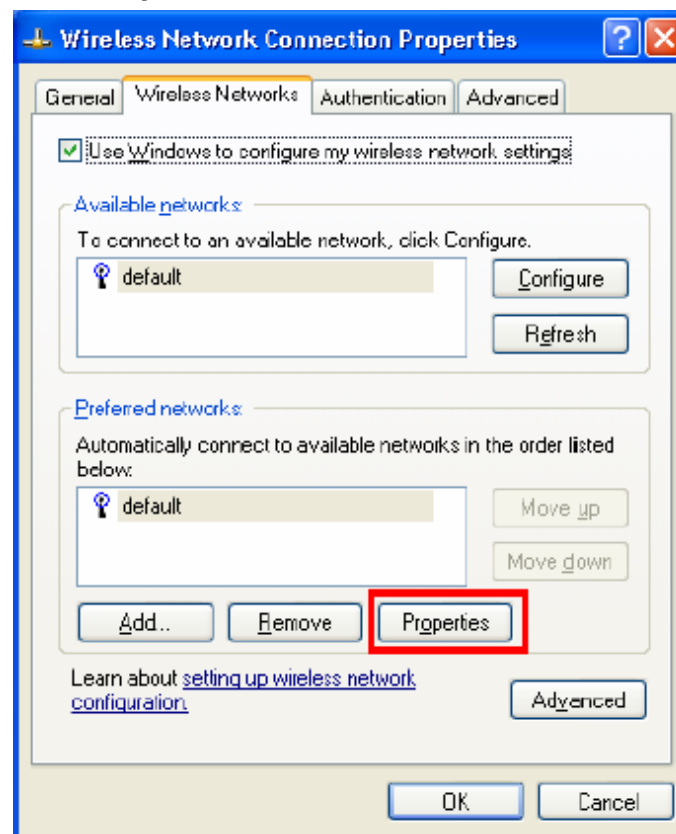 Wireless Network Connection Properties
General Wireless Networks Authentication Advanced
Use Windows to configure my wireless network settings
Available networks:
To connect to an available network, click Configure.
default
Configure
Refresh
Preferred networks:
Automatically connect to available networks in the order listed
below:
default
Move up
Move down
Add... Remove Properties
Learn about setting up wireless network
configuration.
Advanced
OK Cancel